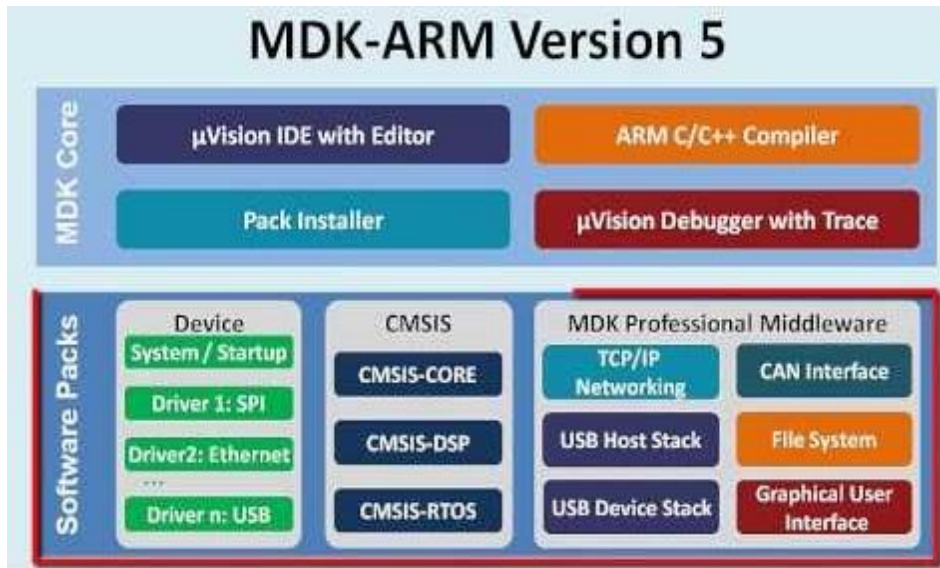 MDK-ARM Version 5
MDK Core
µVision IDE with Editor
ARM C/C++ Compiler
Pack Installer
µVision Debugger with Trace
Software Packs
Device
System / Startup
Driver 1: SPI
Driver2: Ethernet
...
Driver n: USB
CMSIS
CMSIS-CORE
CMSIS-DSP
CMSIS-RTOS
MDK Professional Middleware
TCP/IP
Networking
CAN Interface
USB Host Stack
File System
USB Device Stack
Graphical User
Interface